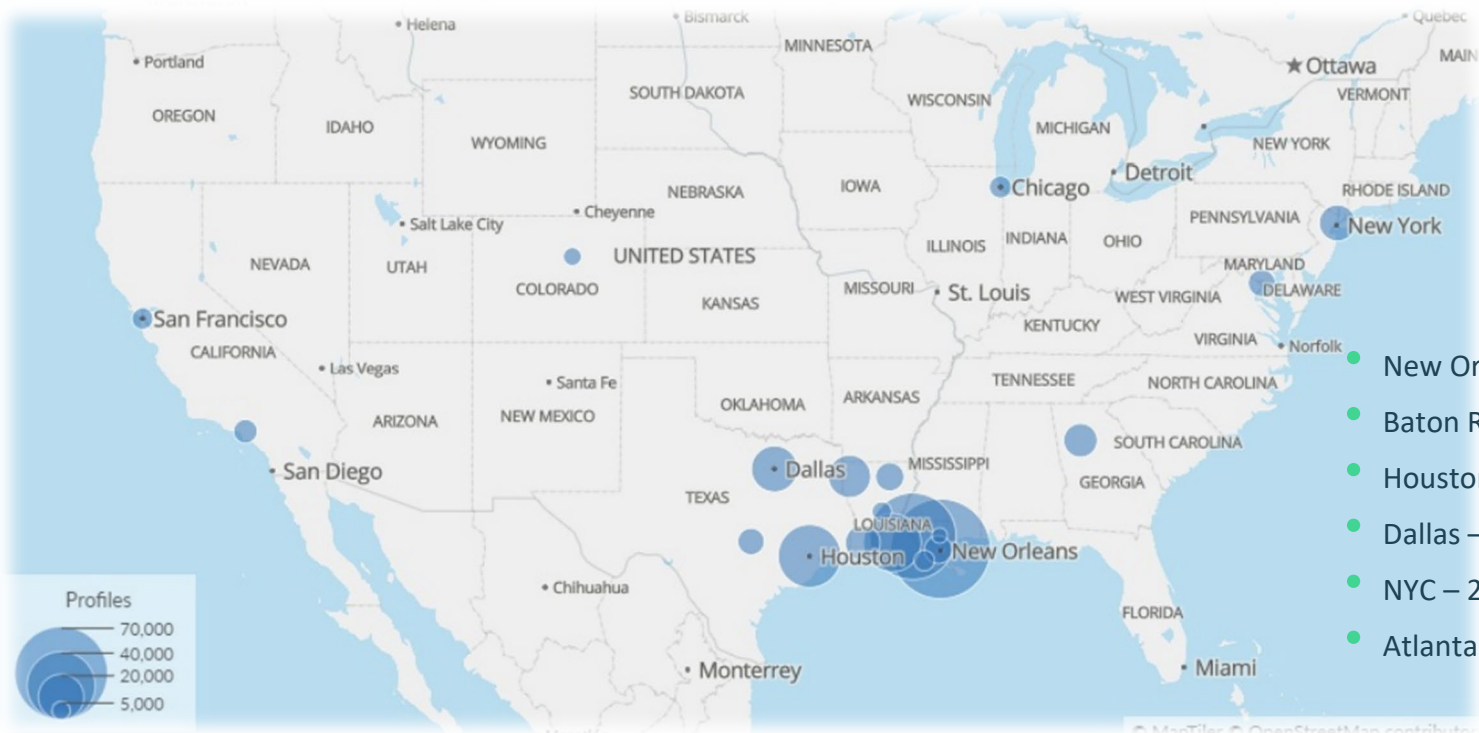 Helena
Bismarck
Quebec
MINNESOTA
MAIN
Portland
Ottawa
SOUTH DAKOTA
WISCONSIN
VERMONT
OREGON
IDAHO
MICHIGAN
WYOMING
NEW YORK
Detroit
NEBRASKA
IOWA
Chicago
RHODE ISLAND
Cheyenne
PENNSYLVANIA
Salt Lake City
New York
ILLINOIS
INDIANA
OHIO
UNITED STATES
NEVADA
UTAH
MARYLAND
COLORADO
MISSOURI
St. Louis
WEST VIRGINIA
DELAWARE
KANSAS
San Francisco
KENTUCKY
VIRGINIA
Norfolk
CALIFORNIA
Las Vegas
New Or
Santa Fe
TENNESSEE
NORTH CAROLINA
ARKANSAS
OKLAHOMA
ARIZONA
NEW MEXICO
Baton R
SOUTH CAROLINA
San Diego
Dallas
MISSISSIPPI
GEORGIA
Housto
TEXAS
LOUISIANA
Dallas –
Houston
New Orleans
Chihuahua
NYC – 2
Profiles
FLORIDA
70,000
40,000
Atlanta
20,000
Monterrey
Miami
5,000
© MapTiler © OpenStreetMap contributo